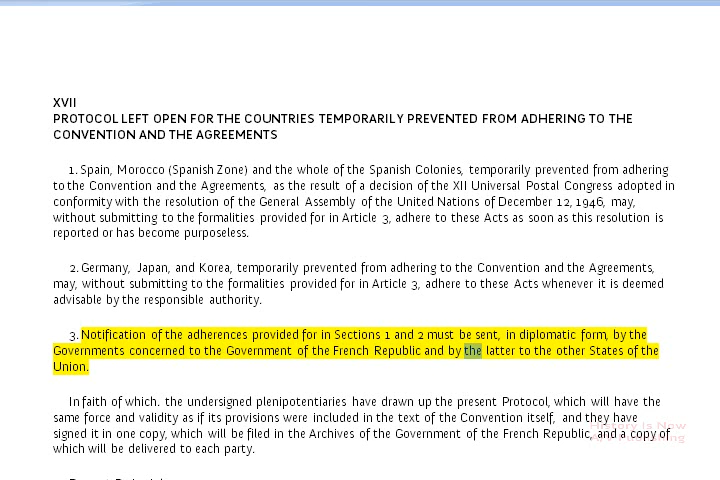 XVII
PROTOCOL LEFT OPEN FOR THE COUNTRIES TEMPORARILY PREVENTED FROM ADHERING TO THE
CONVENTION AND THE AGREEMENTS
1. Spain, Morocco (Spanish Zone) and the whole of the Spanish Colonies, temporarily prevented from adhering
to the Convention and the Agreements, as the result of a decision of the XII Universal Postal Congress adopted in
conformity with the resolution of the General Assembly of the United Nations of December 12, 1946, may,
without submitting to the formalities provided for in Article 3, adhere to these Acts as soon as this resolution is
reported or has become purposeless.
2. Germany, Japan, and Korea, temporarily prevented from adhering to the Convention and the Agreements,
may, without submitting to the formalities provided for in Article 3, adhere to these Acts whenever it is deemed
advisable by the responsible authority.
3. Notification of the adherences provided for in Sections 1 and 2 must be sent, in diplomatic form, by the
Governments concerned to the Government of the French Republic and by the latter to the other States of the
Union.
In faith of which. the undersigned plenipotentiaries have drawn up the present Protocol, which will have the
same force and validity as if its provisions were included in the text of the Convention itself, and they have
signed it in one copy, which will be filed in the Archives of the Government of the French Republic, and a copy of
which will be delivered to each party.
History is Now
Publishing